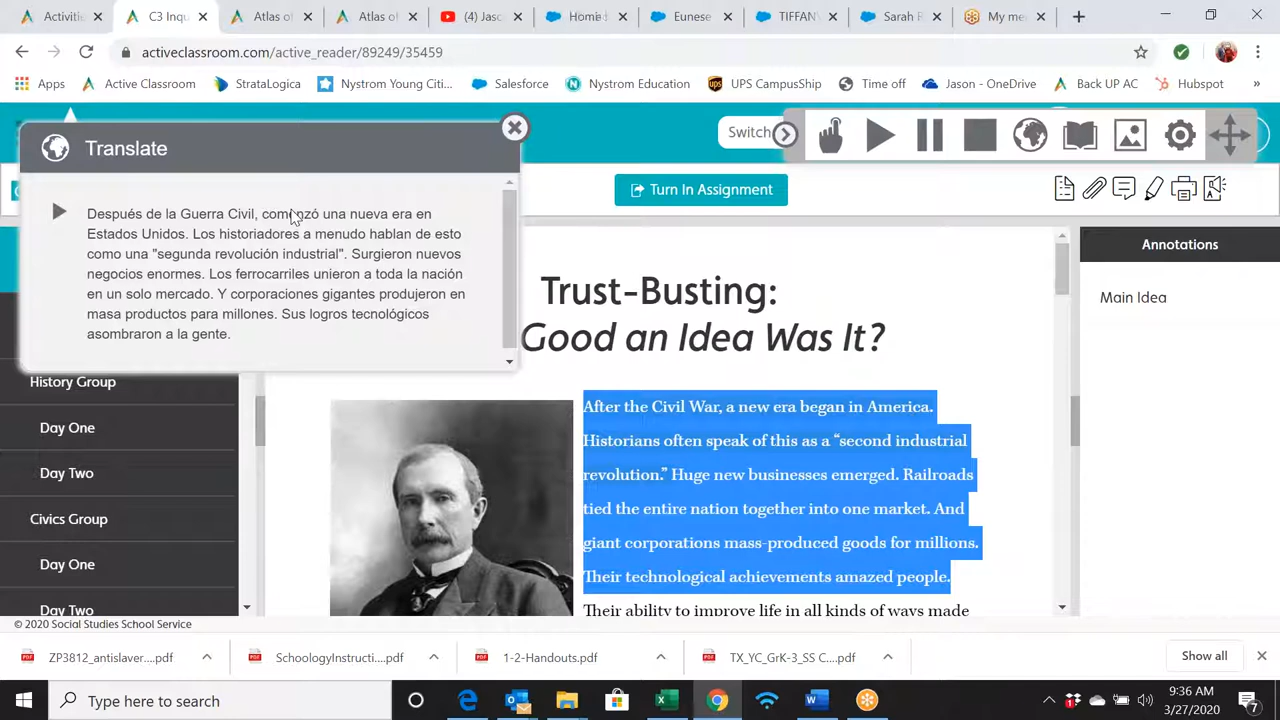 Activiti
C3 Inqu
Atlas of
Atlas of
(4) Jasc
Home |
Eunese
TIFFAN
Sarah R
My me
activeclassroom.com/active_reader/89249/35459
Apps
Active Classroom
StrataLogica
Nystrom Young Citi...
Salesforce
Nystrom Education
UPS CampusShip
Time off
Jason - OneDrive
Back UP AC
Hubspot
»
Translate
Switch
Después de la Guerra Civil, comenzó una nueva era en
Estados Unidos. Los historiadores a menudo hablan de esto
como una "segunda revolución industrial". Surgieron nuevos
negocios enormes. Los ferrocarriles unieron a toda la nación
en un solo mercado. Y corporaciones gigantes produjeron en
masa productos para millones. Sus logros tecnológicos
asombraron a la gente.
Turn In Assignment
Annotations
Main Idea
Trust-Busting:
Good an Idea Was It?
History Group
Day One
Day Two
Civics Group
Day One
Day Two
After the Civil War, a new era began in America.
Historians often speak of this as a “second industrial
revolution.” Huge new businesses emerged. Railroads
tied the entire nation together into one market. And
giant corporations mass-produced goods for millions.
Their technological achievements amazed people.
Their ability to improve life in all kinds of ways made
© 2020 Social Studies School Service
ZP3812_antislaver....pdf
SchoologyInstructi....pdf
1-2-Handouts.pdf
TX_YC_GrK-3_SS C....pdf
Show all
Type here to search
9:36 AM
3/27/2020
7